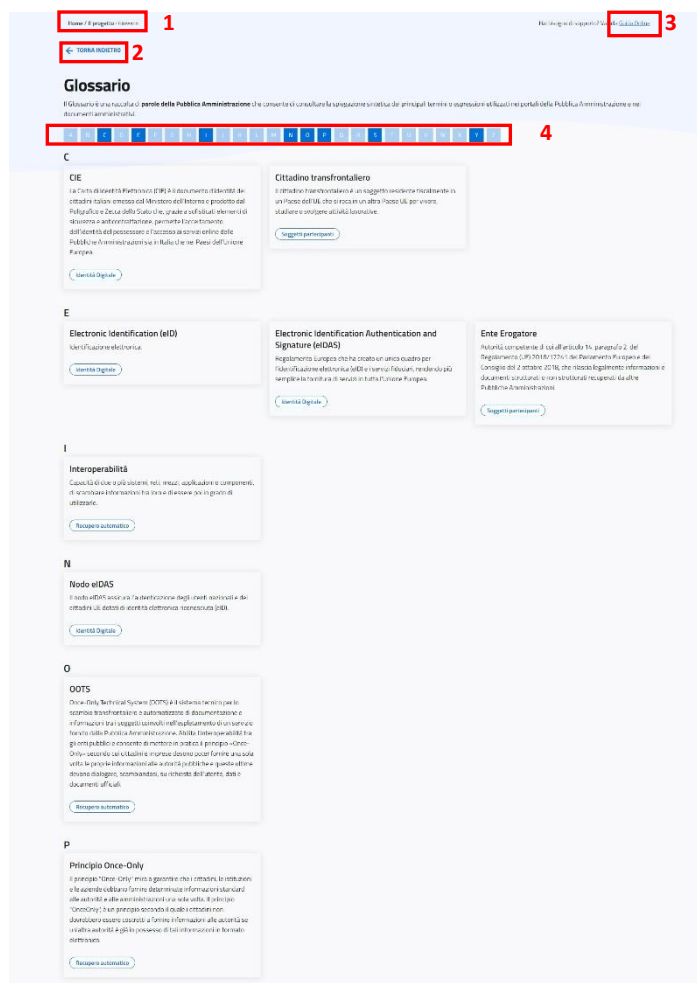 Home / Il progetto /
1
Hai bisogno di supporto? Vai alla Guida Online
3
TORNA INDIETRO
2
Glossario
Il Glossario è una raccolta di parole della Pubblica Amministrazione che consente di consultare la spiegazione sintetica dei principali termini o espressioni utilizzati nei portali della Pubblica Amministrazione e nei
documenti amministrativi.
A B C D E F G H I J K L M N O P Q R S T U V W X Y Z
4
C
CIE
La Carta di Identità Elettronica (CIE) è il documento d'identità dei
cittadini italiani emessa dal Ministero dell'Interno e prodotto dal
Poligrafico e Zecca dello Stato che, grazie a sofisticati elementi di
sicurezza e anticontraffazione, permette l'accertamento
dell'identità del possessore e l'accesso ai servizi online delle
Pubbliche Amministrazioni sia in Italia che nei Paesi dell'Unione
Europea.
Identità Digitale
Cittadino transfrontaliero
Il cittadino transfrontaliero è un soggetto residente fiscalmente in
un Paese dell'UE che si reca in un altro Paese UE per vivere,
studiare o svolgere attività lavorative.
Soggetti partecipanti
E
Electronic Identification (eID)
Identificazione elettronica.
Identità Digitale
Electronic Identification Authentication and
Signature (eIDAS)
Regolamento Europeo che ha creato un unico quadro per
l'identificazione elettronica (eID) e i servizi fiduciari, rendendo più
semplice la fornitura di servizi in tutta l'Unione Europea.
Identità Digitale
Ente Erogatore
Autorità competente di cui all'articolo 14, paragrafo 2, del
Regolamento (UE) 2018/1724 del Parlamento Europeo e del
Consiglio del 2 ottobre 2018, che rilascia legalmente informazioni e
documenti strutturati o non strutturati recuperati da altre
Pubbliche Amministrazioni.
Soggetti partecipanti
I
Interoperabilità
Capacità di due o più sistemi, reti, mezzi, applicazioni o componenti,
di scambiare informazioni tra loro e di essere poi in grado di
utilizzarle.
Recupero automatico
N
Nodo eIDAS
Il nodo eIDAS assicura l'autenticazione degli utenti nazionali e dei
cittadini UE dotati di identità elettronica riconosciuta (eID).
Identità Digitale
O
OOTS
Once-Only Technical System (OOTS) è il sistema tecnico per lo
scambio transfrontaliero e automatizzato di documentazione e
informazioni tra i soggetti coinvolti nell'espletamento di un servizio
fornito dalla Pubblica Amministrazione. Abilita l'interoperabilità tra
gli enti pubblici e consente di mettere in pratica il principio «Once-
Only» secondo cui cittadini e imprese devono poter fornire una sola
volta le proprie informazioni alle autorità pubbliche e queste ultime
devono dialogare, scambiandosi, su richiesta dell'utente, dati e
documenti ufficiali.
Recupero automatico
P
Principio Once-Only
Il principio "Once-Only" mira a garantire che i cittadini, le istituzioni
e le aziende debbano fornire determinate informazioni standard
alle autorità e alle amministrazioni una sola volta. Il principio
"OnceOnly", è un principio secondo il quale i cittadini non
dovrebbero essere costretti a fornire informazioni alle autorità se
un'altra autorità è già in possesso di tali informazioni in formato
elettronico.
Recupero automatico